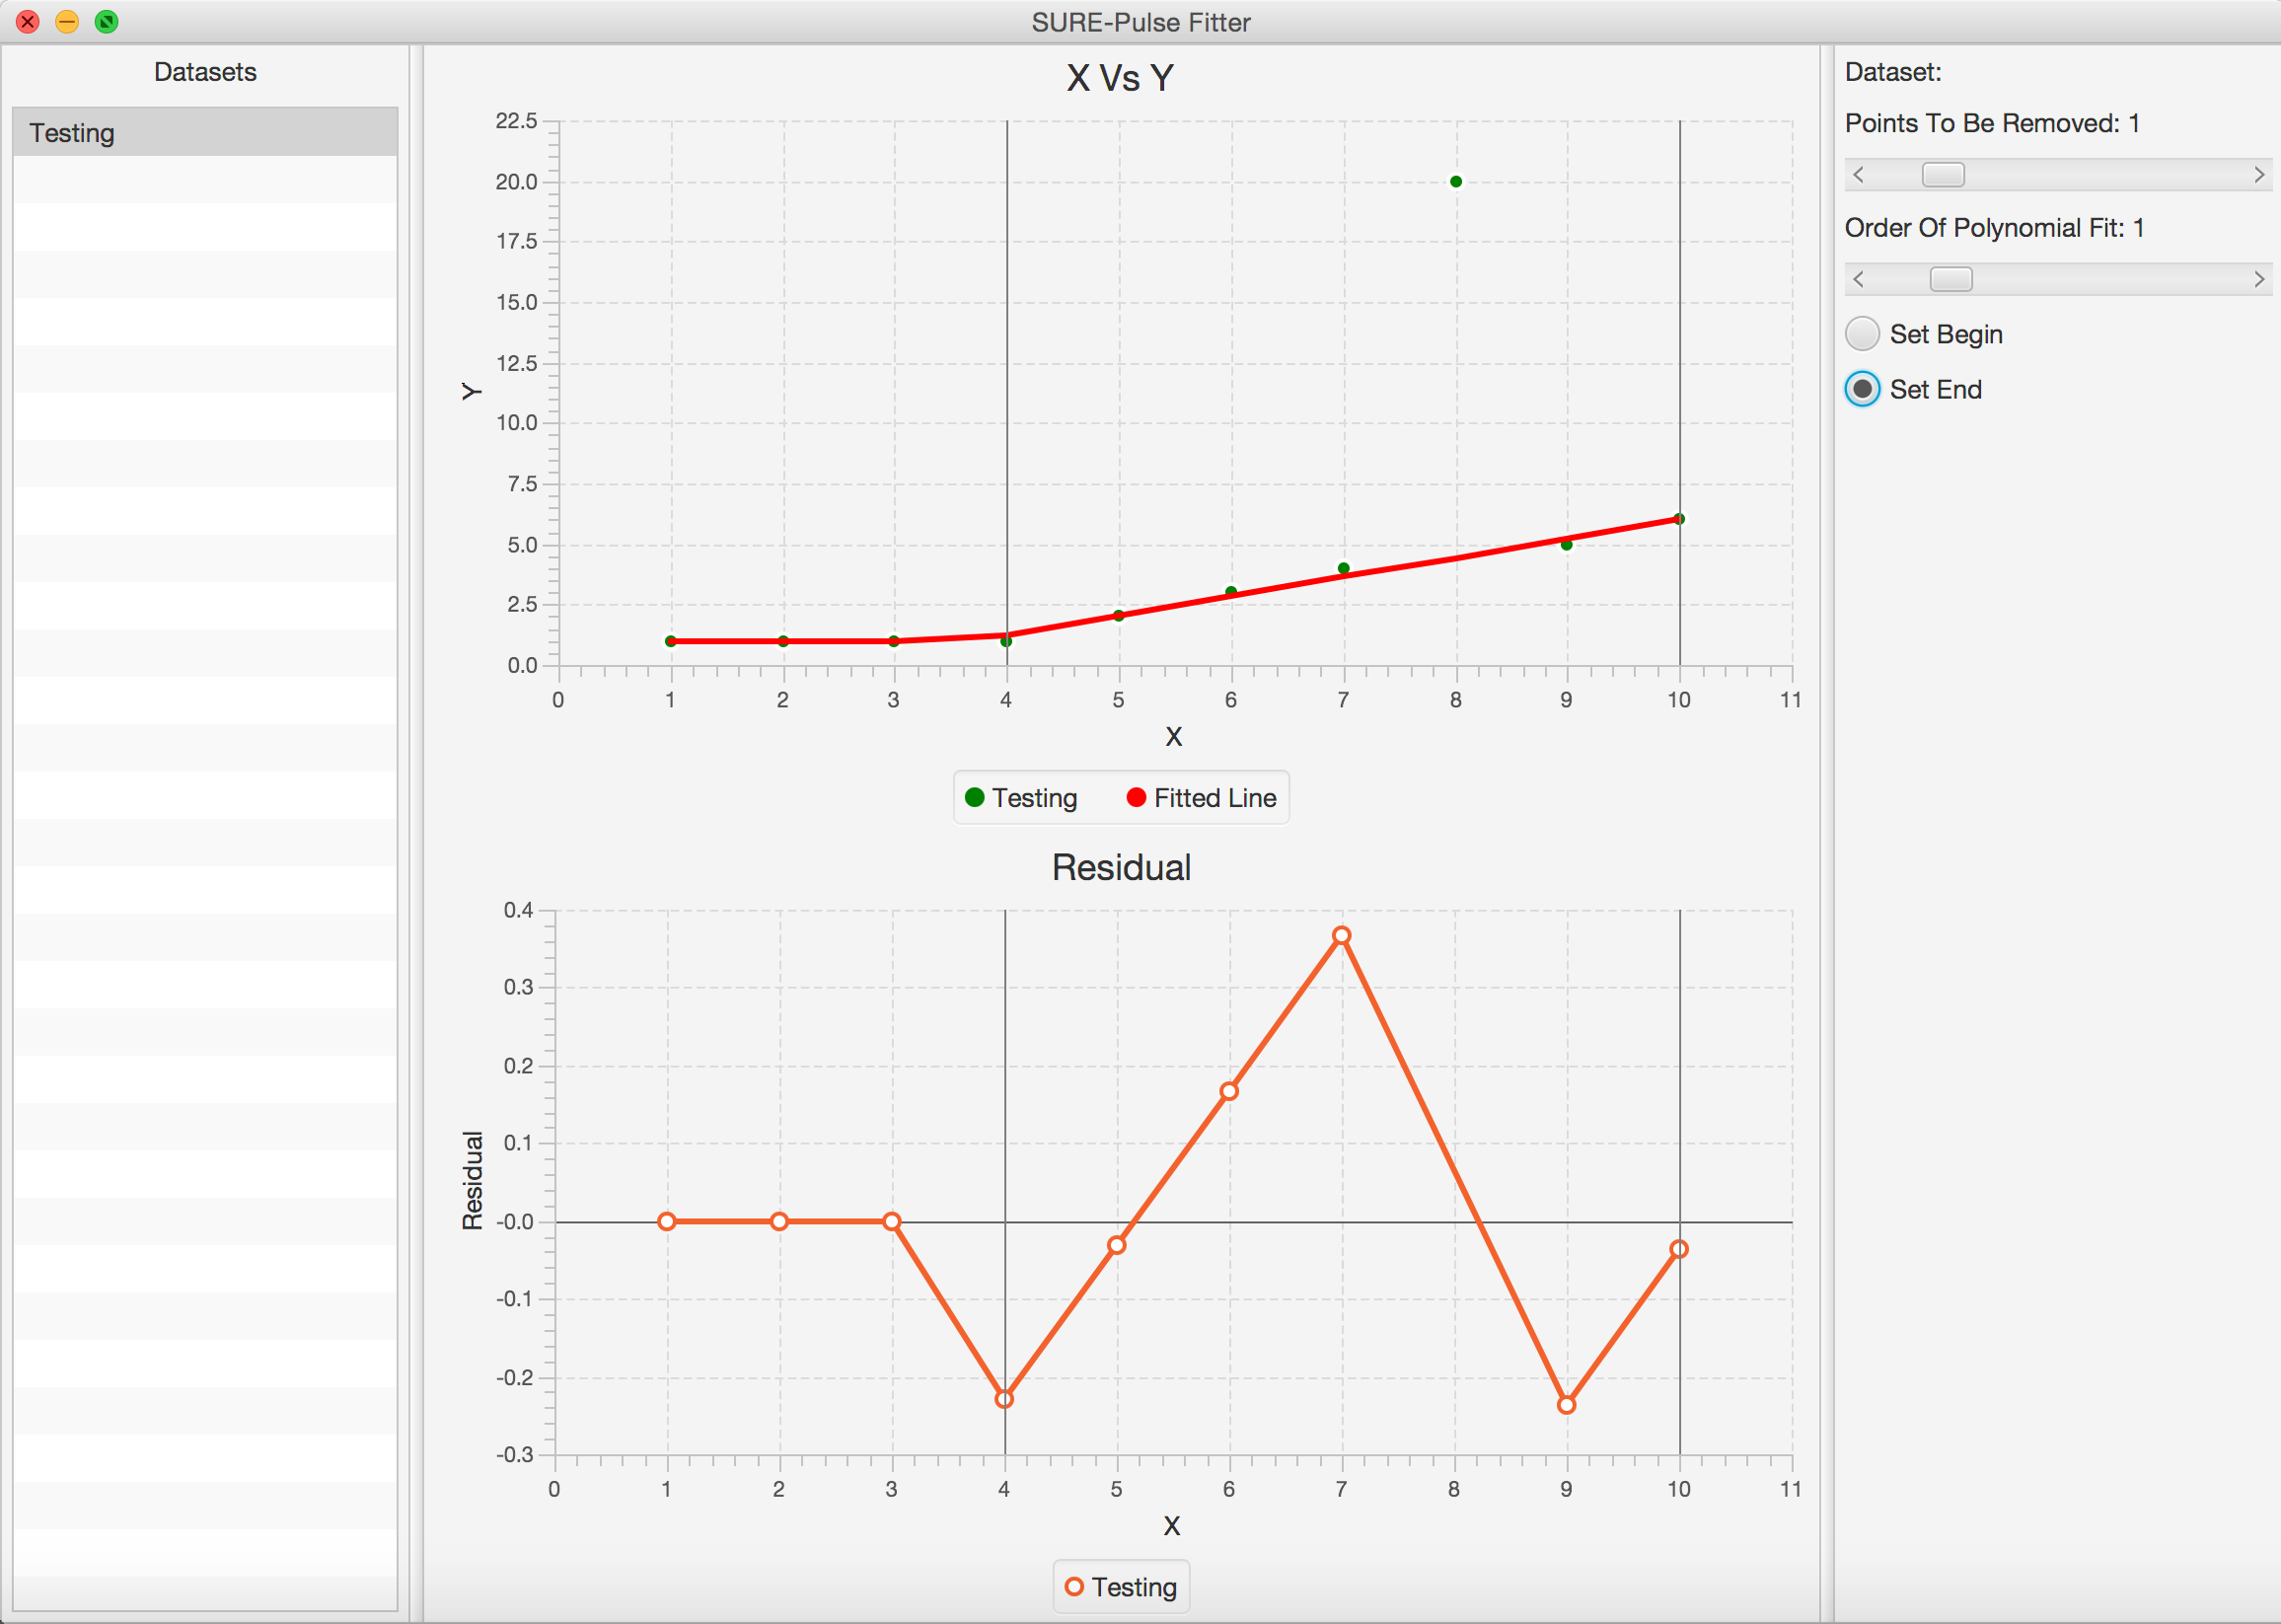 SURE-Pulse Fitter
Datasets
Testing
X Vs Y
22.5
20.0
17.5
15.0
12.5
10.0
7.5
5.0
2.5
0.0
Y
0 1 2 3 4 5 6 7 8 9 10 11
X
Testing Fitted Line
Residual
0.4
0.3
0.2
0.1
-0.0
-0.1
-0.2
-0.3
Residual
0 1 2 3 4 5 6 7 8 9 10 11
X
Testing
Dataset:
Points To Be Removed: 1
Order Of Polynomial Fit: 1
Set Begin
Set End